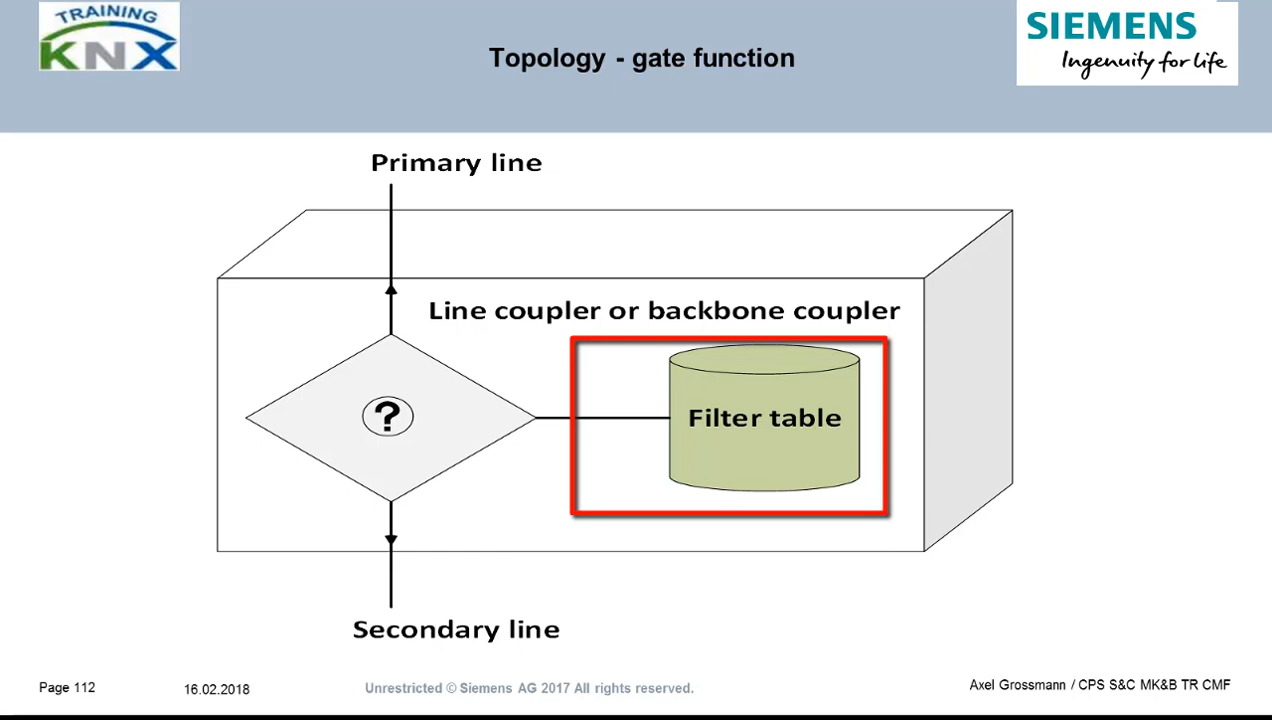 TRAINING
KNX
Topology - gate function
SIEMENS
Ingenuity for life
Primary line
Line coupler or backbone coupler
?
Filter table
Secondary line
Page 112
16.02.2018
Unrestricted © Siemens AG 2017 All rights reserved.
Axel Grossmann / CPS S&C MK&B TR CMF